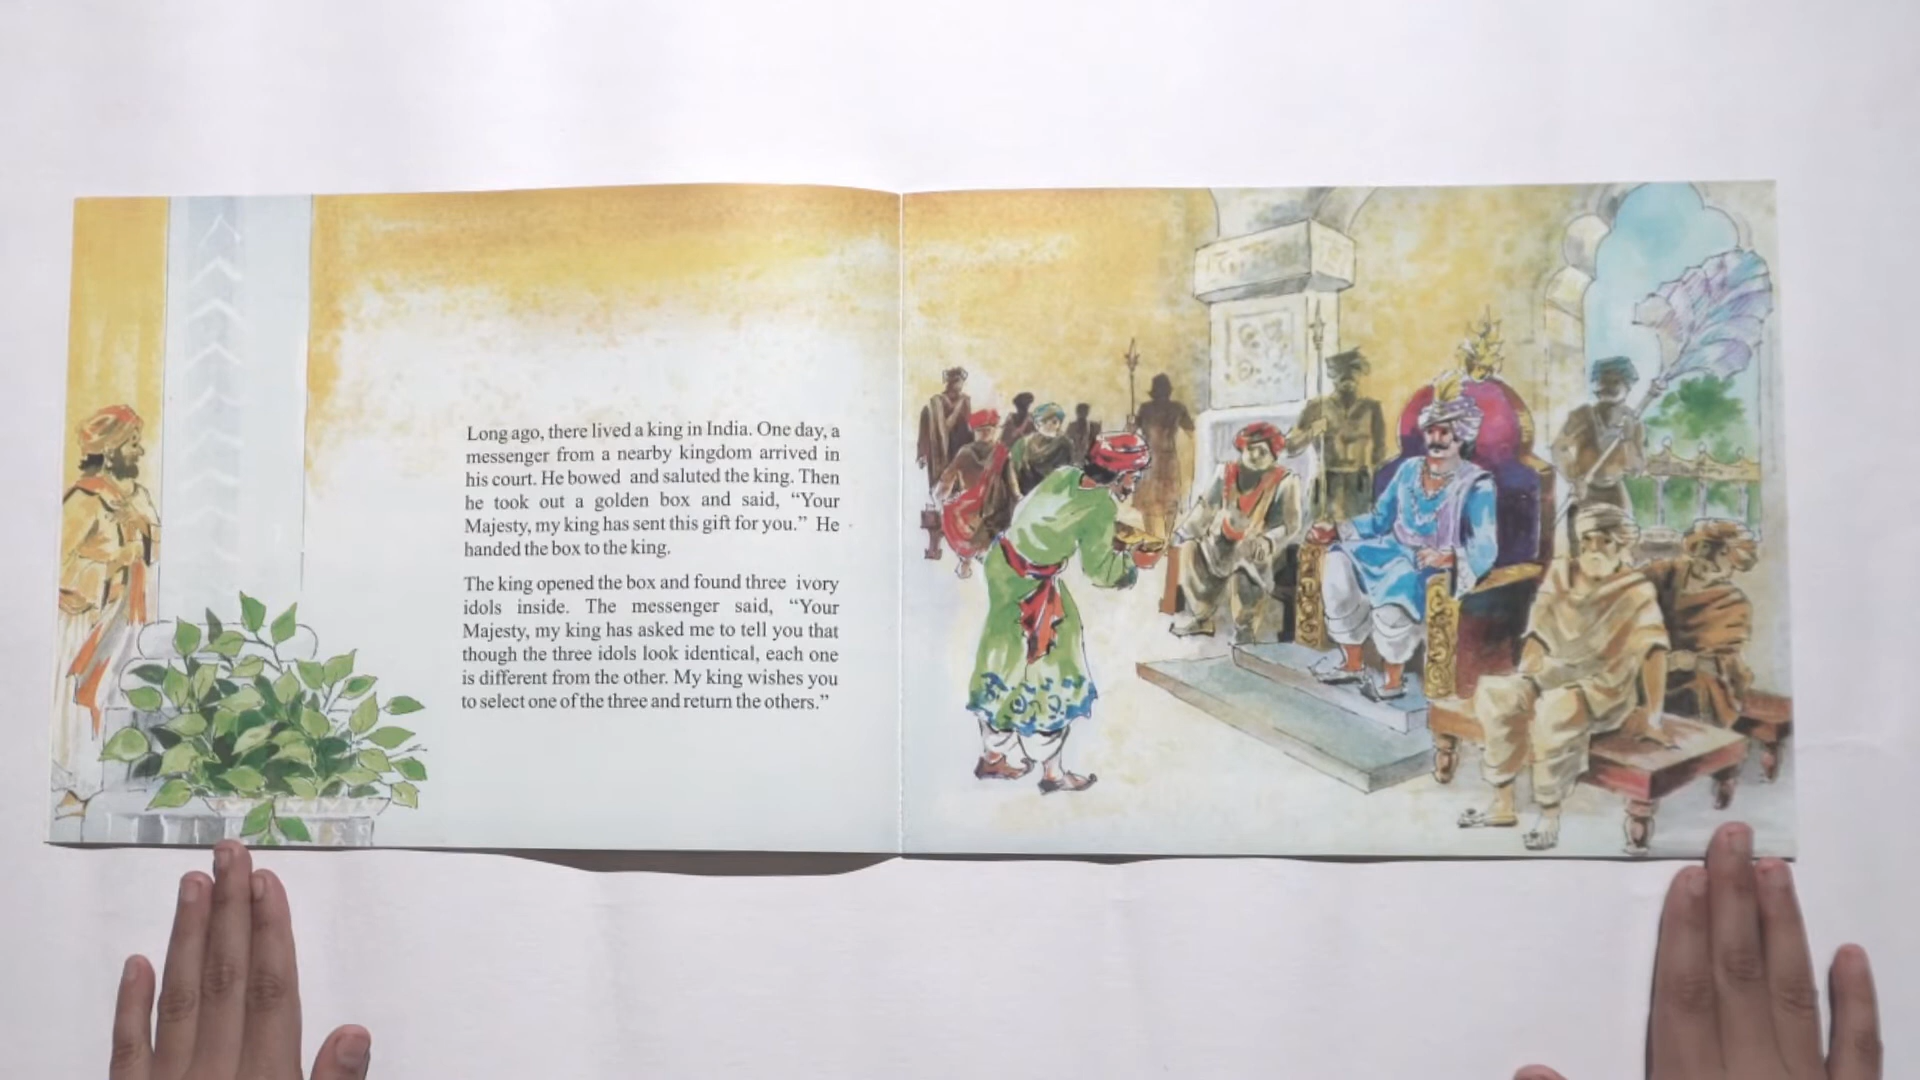 Long ago, there lived a king in India. One day, a
messenger from a nearby kingdom arrived in
his court. He bowed and saluted the king. Then
he took out a golden box and said, “Your
Majesty, my king has sent this gift for you.” He
handed the box to the king.
The king opened the box and found three ivory
idols inside. The messenger said, “Your
Majesty, my king has asked me to tell you that
though the three idols look identical, each one
is different from the other. My king wishes you
to select one of the three and return the others.”